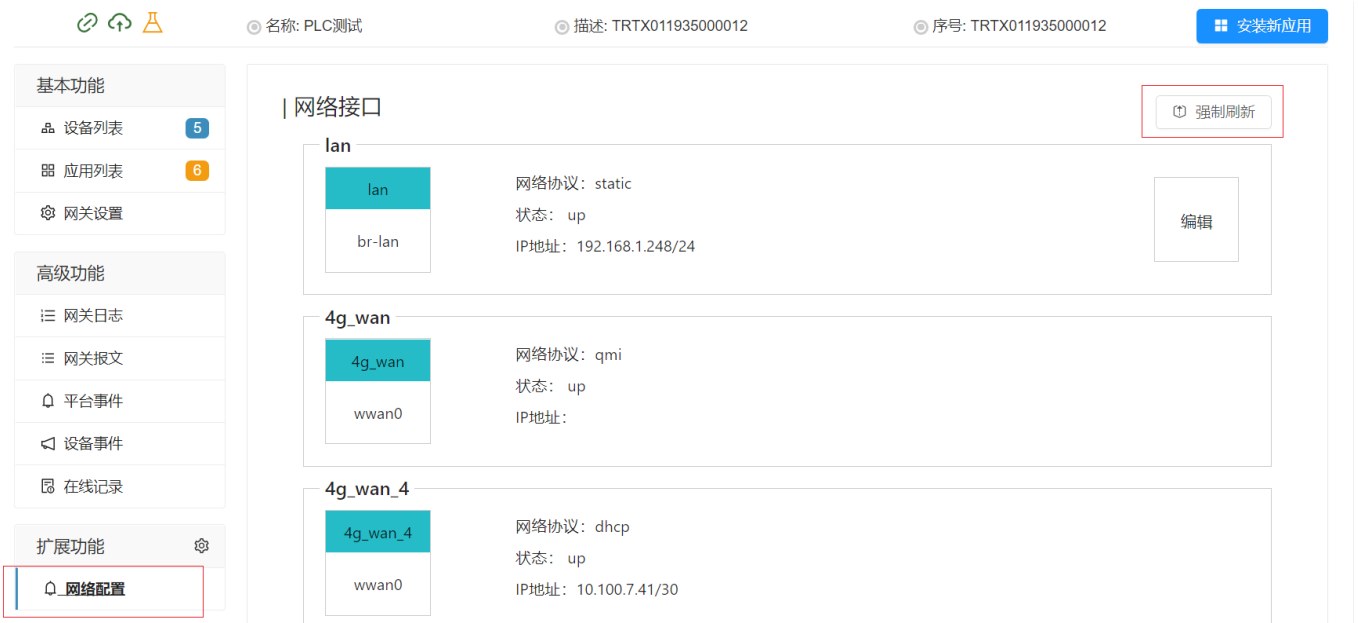 名称: PLC测试
描述: TRTX011935000012
序号: TRTX011935000012
安装新应用
基本功能
设备列表 5
应用列表 6
网关设置
高级功能
网关日志
网关报文
平台事件
设备事件
在线记录
扩展功能
网络配置
| 网络接口
强制刷新
lan
lan
br-lan
网络协议：static
状态： up
IP地址：192.168.1.248/24
编辑
4g_wan
4g_wan
wwan0
网络协议：qmi
状态： up
IP地址：
4g_wan_4
4g_wan_4
wwan0
网络协议：dhcp
状态： up
IP地址：10.100.7.41/30